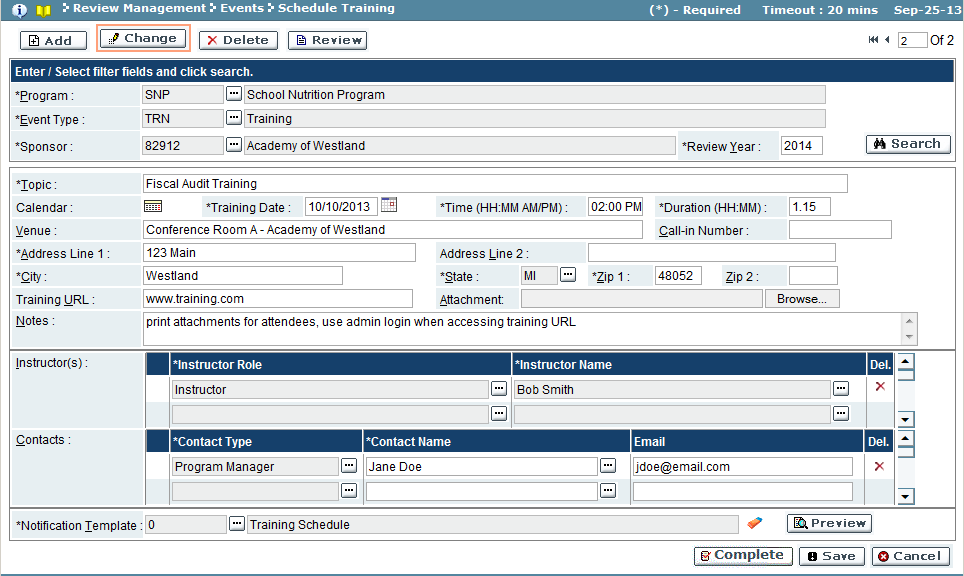 Review Management > Events > Schedule Training (*) - Required Timeout : 20 mins Sep-25-13
Add Change Delete Review 2 Of 2
Enter / Select filter fields and click search.
*Program : SNP ... School Nutrition Program
*Event Type : TRN ... Training
*Sponsor : 82912 ... Academy of Westland *Review Year : 2014 Search
*Topic : Fiscal Audit Training
Calendar : *Training Date : 10/10/2013 *Time (HH:MM AM/PM) : 02:00 PM *Duration (HH:MM) : 1.15
Venue : Conference Room A - Academy of Westland Call-in Number :
*Address Line 1 : 123 Main Address Line 2 :
*City : Westland *State : MI ... *Zip 1 : 48052 Zip 2 :
Training URL : www.training.com Attachment: Browse...
Notes : print attachments for attendees, use admin login when accessing training URL
Instructor(s) : *Instructor Role *Instructor Name Del.
Instructor ... Bob Smith ...
... ...
Contacts : *Contact Type *Contact Name Email Del.
Program Manager ... Jane Doe ... jdoe@email.com
... ...
*Notification Template : 0 ... Training Schedule Preview
Complete Save Cancel